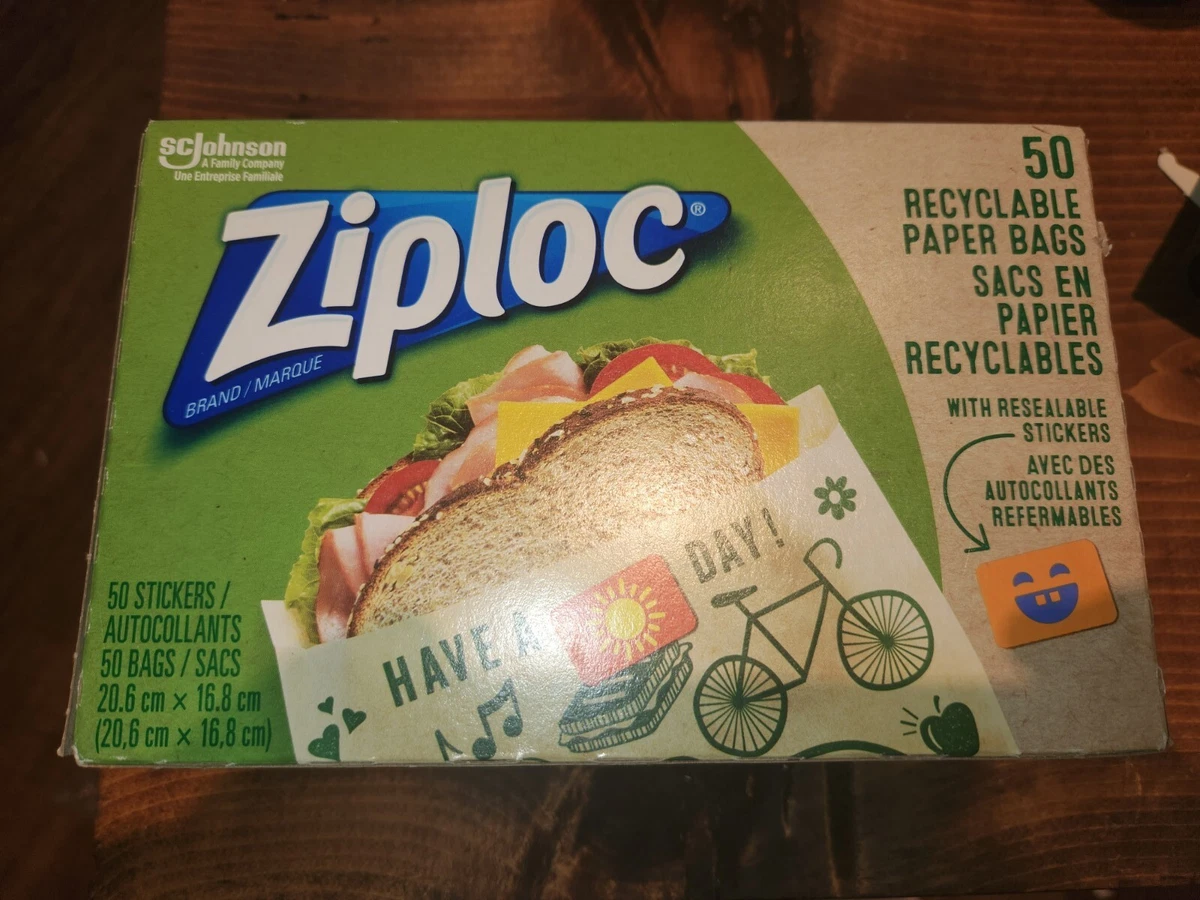 SCJohnson
A Family Company
Une Entreprise Familiale
Ziploc®
BRAND / MARQUE
50
RECYCLABLE
PAPER BAGS
SACS EN
PAPIER
RECYCLABLES
WITH RESEALABLE
STICKERS
AVEC DES
AUTOCOLLANTS
REFERMABLES
HAVE A DAY!
50 STICKERS /
AUTOCOLLANTS
50 BAGS / SACS
20.6 cm × 16.8 cm
(20,6 cm × 16,8 cm)